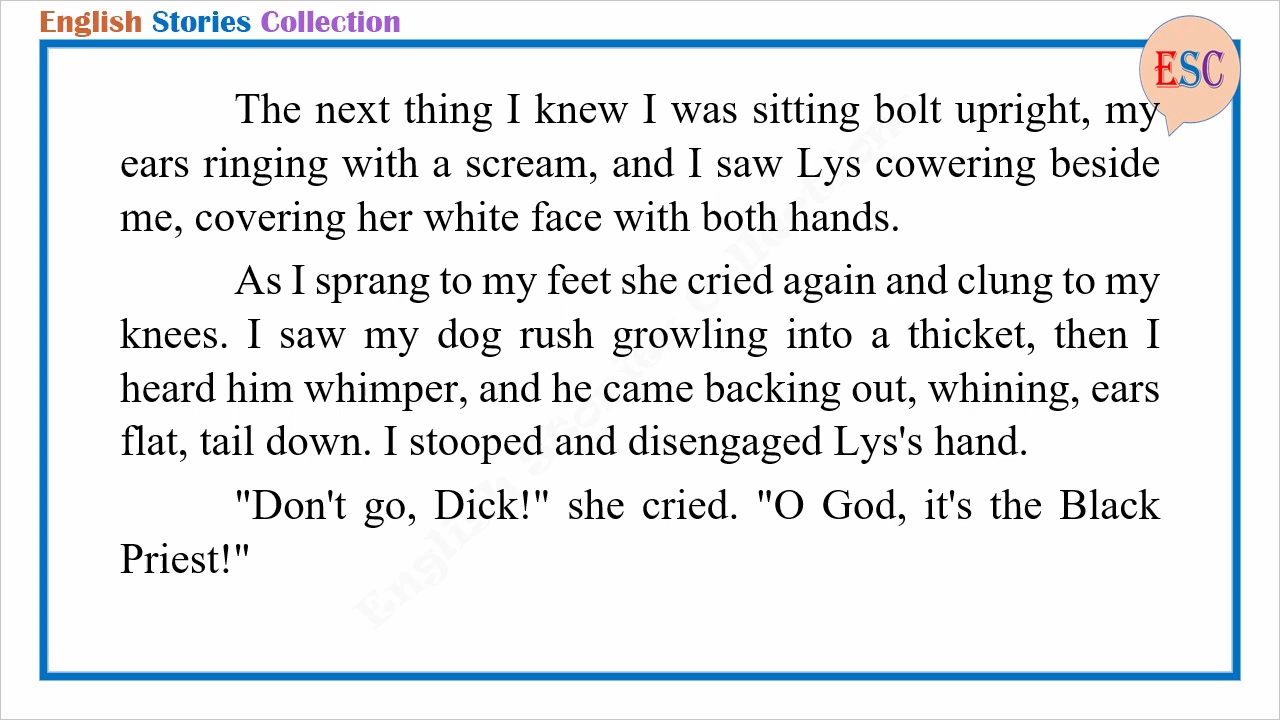 English Stories Collection
ESC
The next thing I knew I was sitting bolt upright, my
ears ringing with a scream, and I saw Lys cowering beside
me, covering her white face with both hands.
As I sprang to my feet she cried again and clung to my
knees. I saw my dog rush growling into a thicket, then I
heard him whimper, and he came backing out, whining, ears
flat, tail down. I stooped and disengaged Lys's hand.
"Don't go, Dick!" she cried. "O God, it's the Black
Priest!"